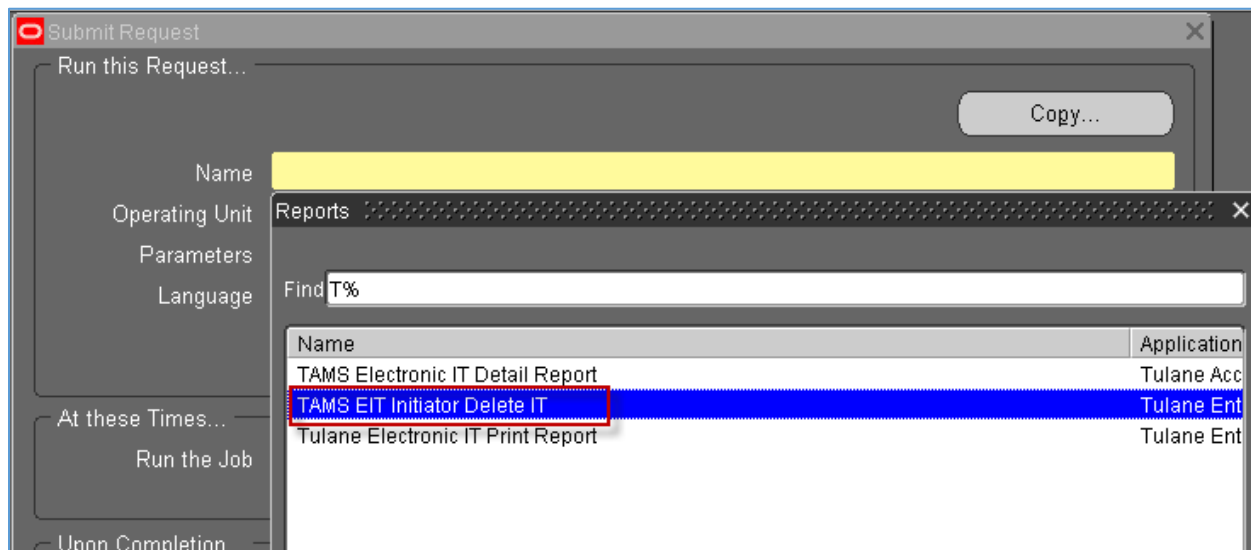 Submit Request
Run this Request...
Copy...
Name
Operating Unit
Reports
Parameters
Language
Find T%
Name Application
TAMS Electronic IT Detail Report Tulane Acc
TAMS EIT Initiator Delete IT Tulane Ent
Tulane Electronic IT Print Report Tulane Ent
At these Times...
Run the Job
Upon Completion